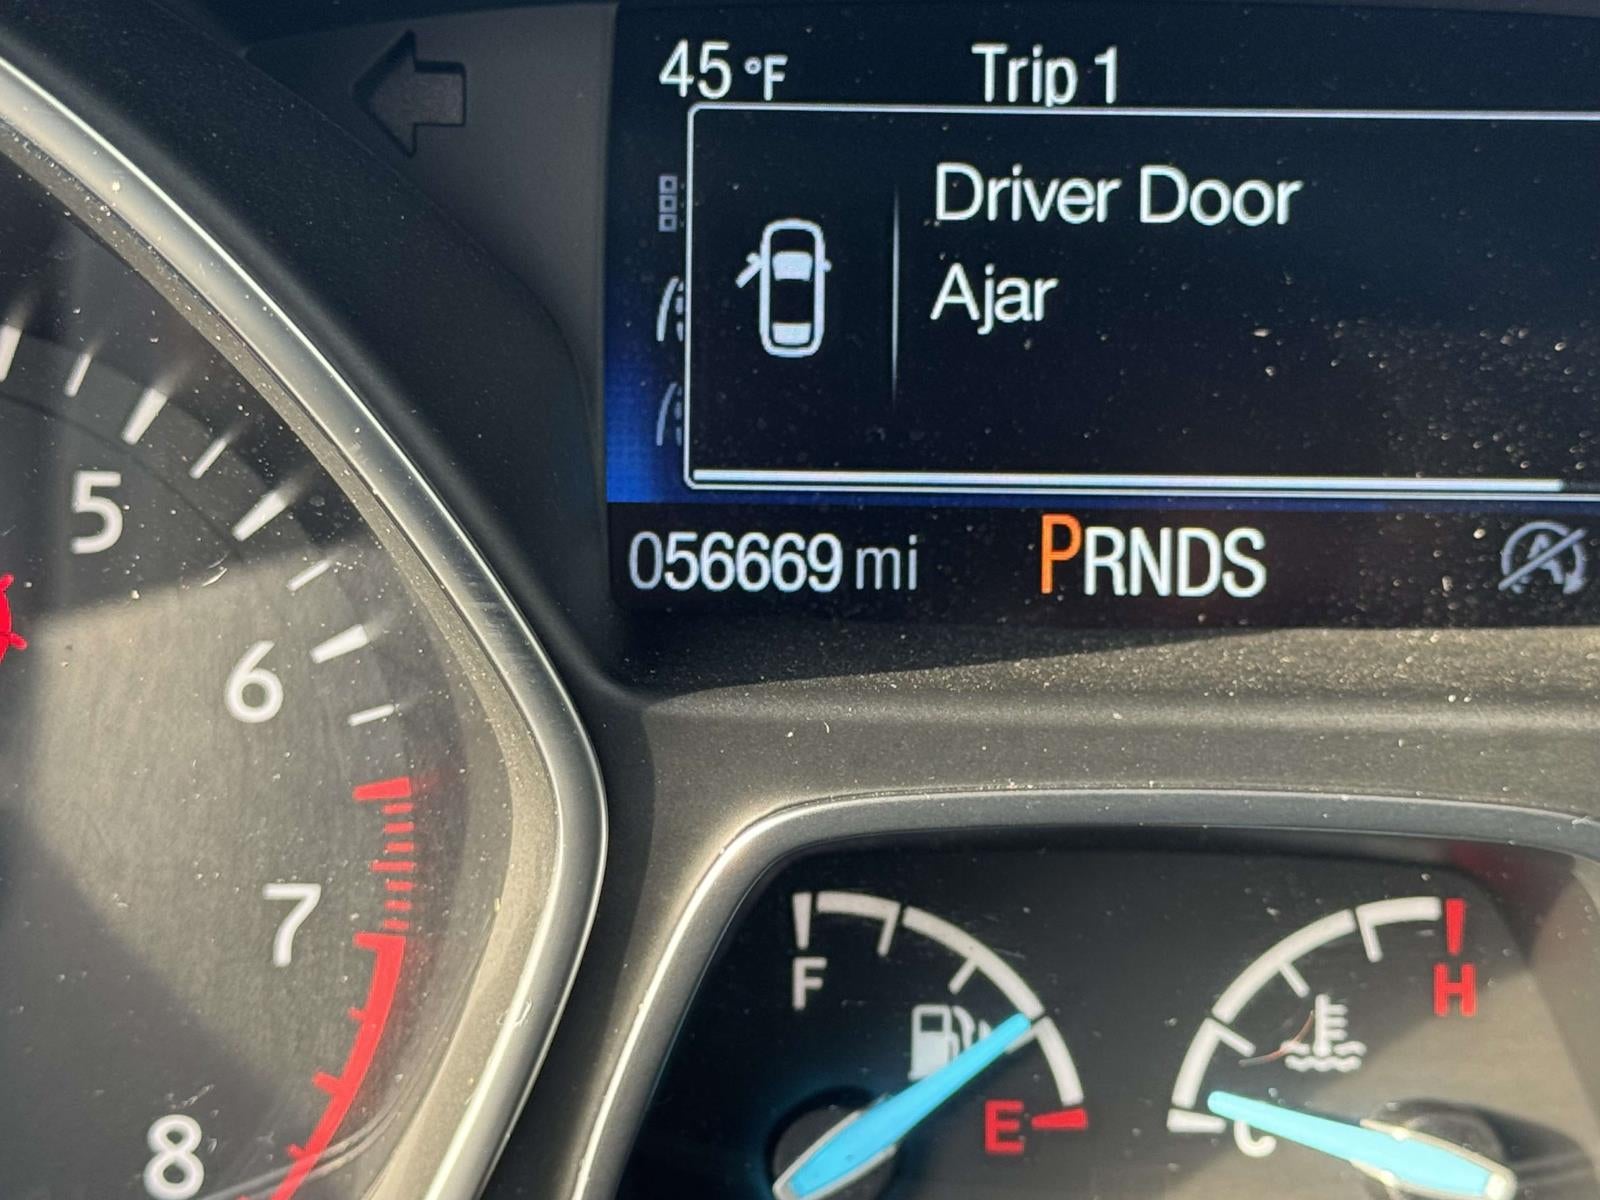 45 °F
Trip 1
Driver Door
Ajar
056669 mi
PRNDS
A
5
6
7
8
F
E
H
C